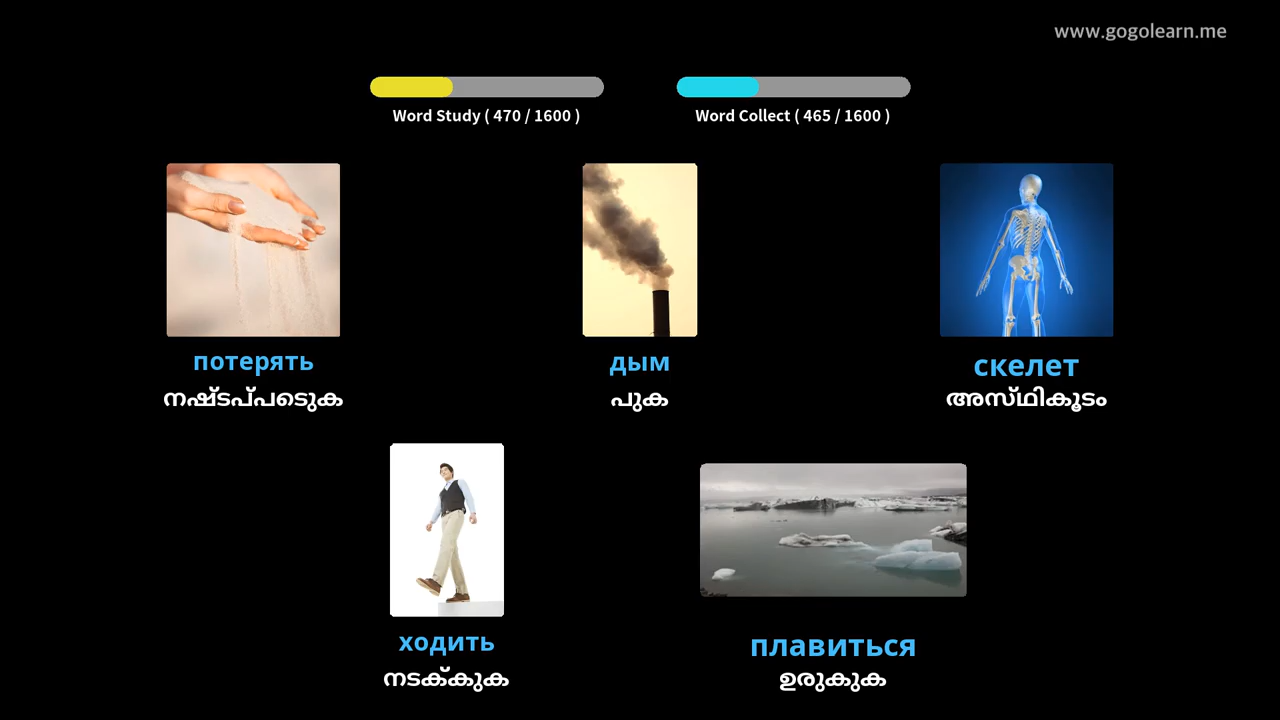 www.gogolearn.me
Word Study ( 470 / 1600 )
Word Collect ( 465 / 1600 )
потерять
നഷ്ടപ്പടെുക
дым
പുക
скелет
അസ്ഥികൂടം
ходить
നടക്കുക
плавиться
ഉരുകുക